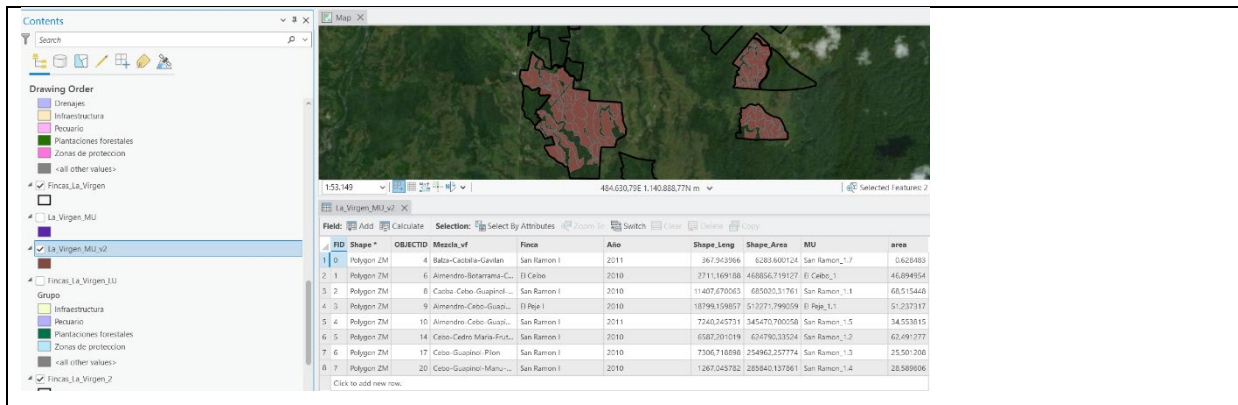 Contents
Search
Drawing Order
Drenajes
Infraestructura
Pecuario
Plantaciones forestales
Zonas de proteccion
<all other values>
Fincas_La_Virgen
La_Virgen_MU
La_Virgen_MU_v2
Fincas_La_Virgen_LU
Grupo
Infraestructura
Pecuario
Plantaciones forestales
Zonas de proteccion
<all other values>
Fincas_La_Virgen_2
Map
1:53.149 484.630,79E 1.140.888,77N m Selected Features: 2
La_Virgen_MU_v2
Field: Add Calculate Selection: Select By Attributes Zoom To Switch Clear Delete Copy
FID Shape * OBJECTID Mezcla_vf Finca Año Shape_Leng Shape_Area MU area
1 0 Polygon ZM 4 Balza-Caobilla-Gavilan San Ramon I 2011 367,943966 6283,600124 San Ramon_1.7 0,628483
2 1 Polygon ZM 6 Almendro-Botarrama-C... El Ceibo 2010 2711,169188 468856,719127 El Ceibo_1 46,894954
3 2 Polygon ZM 8 Caoba-Cebo-Guapinol-... San Ramon I 2010 11407,670063 685020,31761 San Ramon_1.1 68,515448
4 3 Polygon ZM 9 Almendro-Cebo-Guapi... El Peje I 2010 18799,159857 512271,799059 El Peje_1.1 51,237317
5 4 Polygon ZM 10 Almendro-Cebo-Guapi... San Ramon I 2011 7240,245731 345470,700058 San Ramon_1.5 34,553815
6 5 Polygon ZM 14 Cebo-Cedro Maria-Frut... San Ramon I 2010 6587,201019 624790,33524 San Ramon_1.2 62,491277
7 6 Polygon ZM 17 Cebo-Guapinol-Pilon San Ramon I 2010 7306,718898 254962,257774 San Ramon_1.3 25,501208
8 7 Polygon ZM 20 Cebo-Guapinol-Manu-... San Ramon I 2010 1267,045782 285840,137861 San Ramon_1.4 28,589606
Click to add new row.